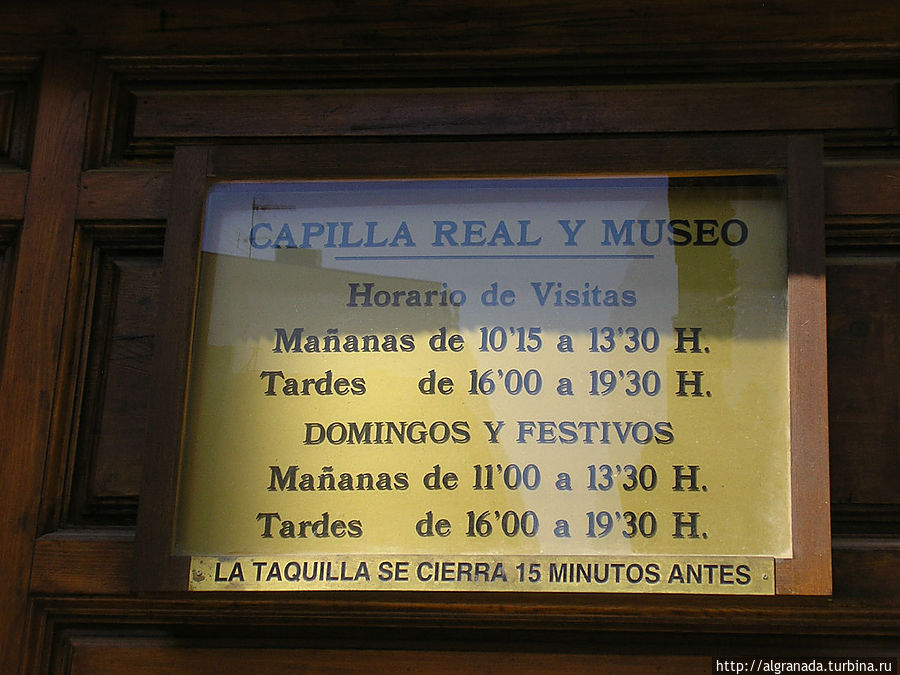 CAPILLA REAL Y MUSEO
Horario de Visitas
Mañanas de 10'15 a 13'30 H.
Tardes de 16'00 a 19'30 H.
DOMINGOS Y FESTIVOS
Mañanas de 11'00 a 13'30 H.
Tardes de 16'00 a 19'30 H.
LA TAQUILLA SE CIERRA 15 MINUTOS ANTES
http://algranada.turbina.ru